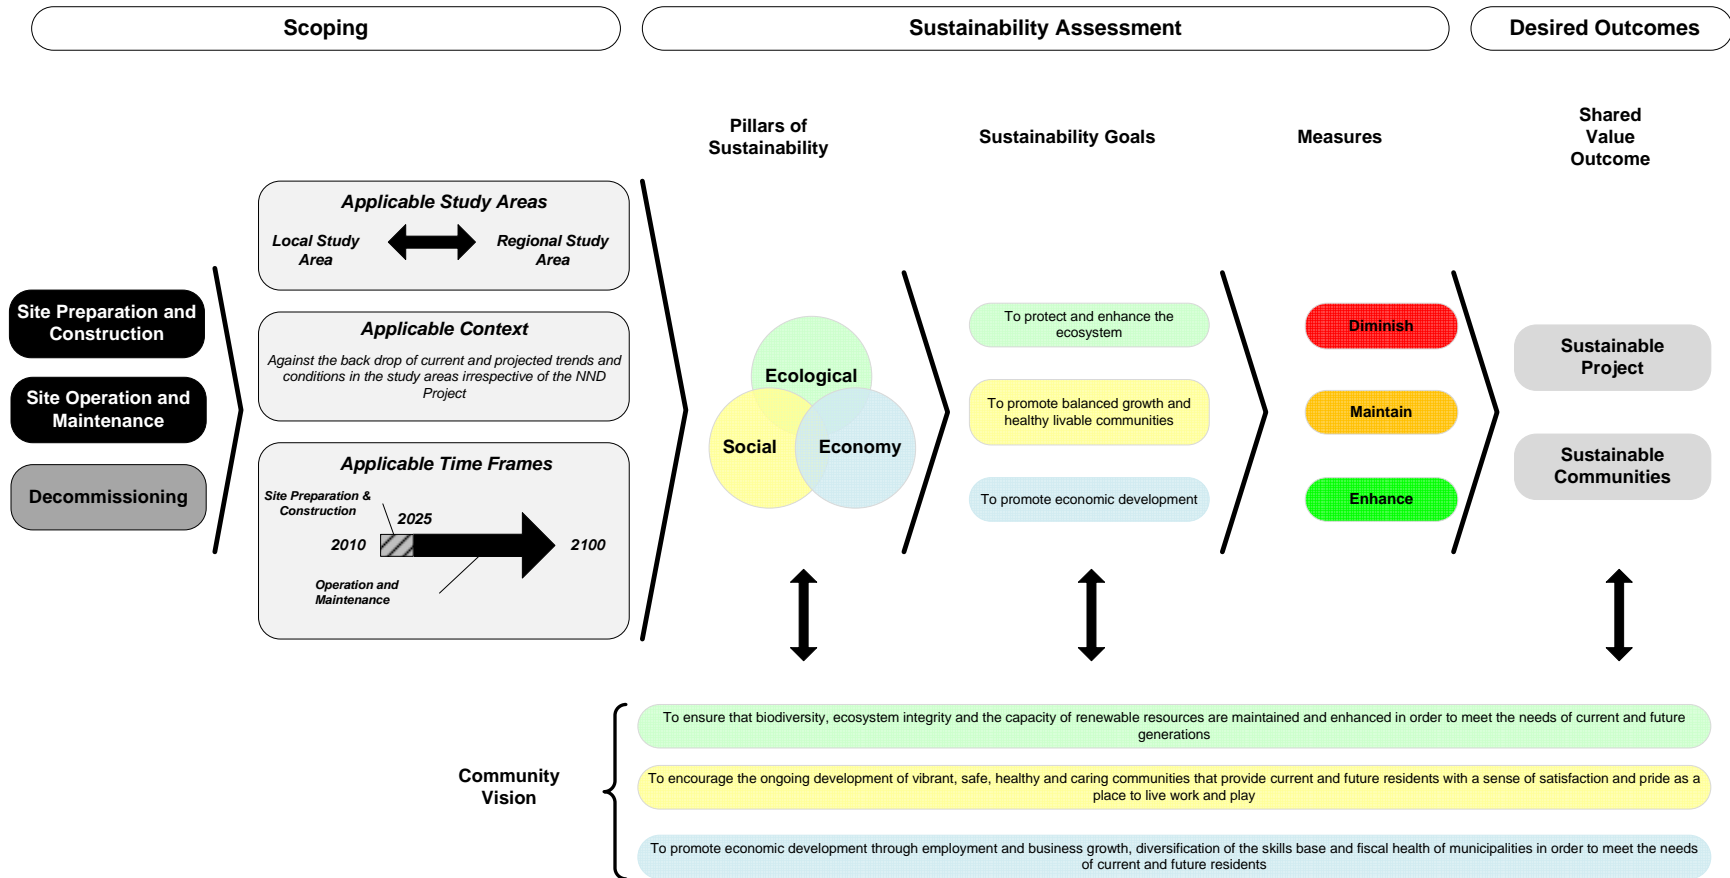 Scoping
Sustainability Assessment
Desired Outcomes
Pillars of
Sustainability
Sustainability Goals
Measures
Shared
Value
Outcome
Site Preparation and
Construction
Site Operation and
Maintenance
Decommissioning
Applicable Study Areas
Local Study
Area
Regional Study
Area
Applicable Context
Against the back drop of current and projected trends and
conditions in the study areas irrespective of the NND
Project
Applicable Time Frames
Site Preparation &
Construction
2025
2010
2100
Operation and
Maintenance
Ecological
Social
Economy
To protect and enhance the
ecosystem
To promote balanced growth and
healthy livable communities
To promote economic development
Diminish
Maintain
Enhance
Sustainable
Project
Sustainable
Communities
Community
Vision
To ensure that biodiversity, ecosystem integrity and the capacity of renewable resources are maintained and enhanced in order to meet the needs of current and future
generations
To encourage the ongoing development of vibrant, safe, healthy and caring communities that provide current and future residents with a sense of satisfaction and pride as a
place to live work and play
To promote economic development through employment and business growth, diversification of the skills base and fiscal health of municipalities in order to meet the needs
of current and future residents